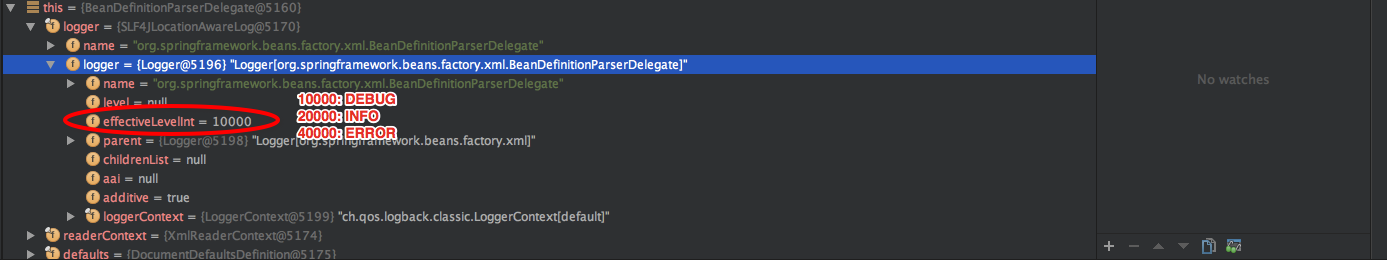 this = {BeanDefinitionParserDelegate@5160}
logger = {SLF4JLocationAwareLog@5170}
name = "org.springframework.beans.factory.xml.BeanDefinitionParserDelegate"
logger = {Logger@5196} "Logger[org.springframework.beans.factory.xml.BeanDefinitionParserDelegate]"
name = "org.springframework.beans.factory.xml.BeanDefinitionParserDelegate"
level = null
10000: DEBUG
effectiveLevelInt = 10000
20000: INFO
40000: ERROR
parent = {Logger@5198} "Logger[org.springframework.beans.factory.xml]"
childrenList = null
aai = null
additive = true
loggerContext = {LoggerContext@5199} "ch.qos.logback.classic.LoggerContext[default]"
readerContext = {XmlReaderContext@5174}
defaults = {DocumentDefaultsDefinition@5175}
No watches